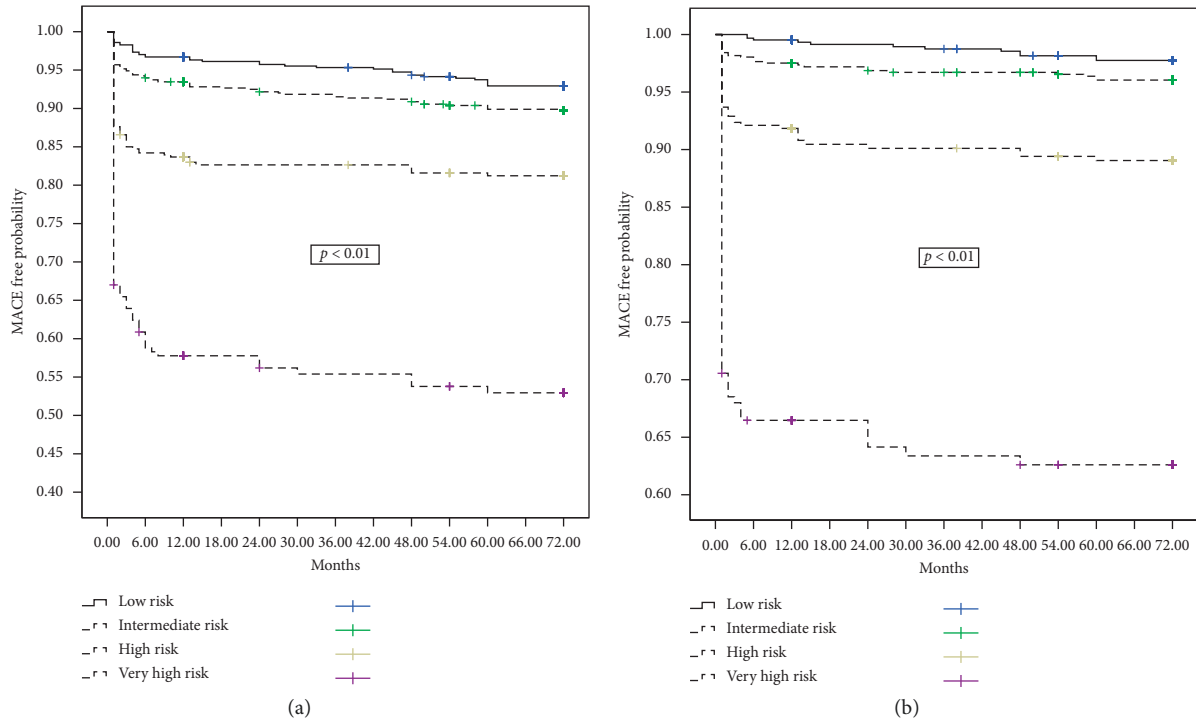 1.00
0.95
0.90
0.85
0.80
0.75
0.70
0.65
0.60
0.55
0.50
0.45
0.40
MACE free probability
p < 0.01
0.00 6.00 12.00 18.00 24.00 30.00 36.00 42.00 48.00 54.00 60.00 66.00 72.00
Months
Low risk
Intermediate risk
High risk
Very high risk
(a)
1.00
0.95
0.90
0.85
0.80
0.75
0.70
0.65
0.60
MACE free probability
p < 0.01
0.00 6.00 12.00 18.00 24.00 30.00 36.00 42.00 48.00 54.00 60.00 66.00 72.00
Months
Low risk
Intermediate risk
High risk
Very high risk
(b)